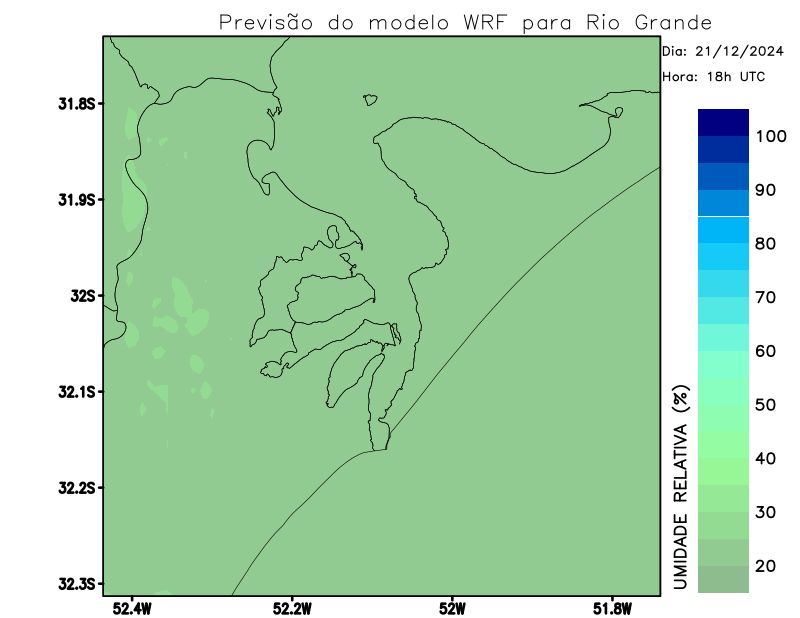 Previsão do modelo WRF para Rio Grande
Dia: 21/12/2024
Hora: 18h UTC
31.8S
31.9S
32S
32.1S
32.2S
32.3S
52.4W
52.2W
52W
51.8W
UMIDADE RELATIVA (%)
100
90
80
70
60
50
40
30
20